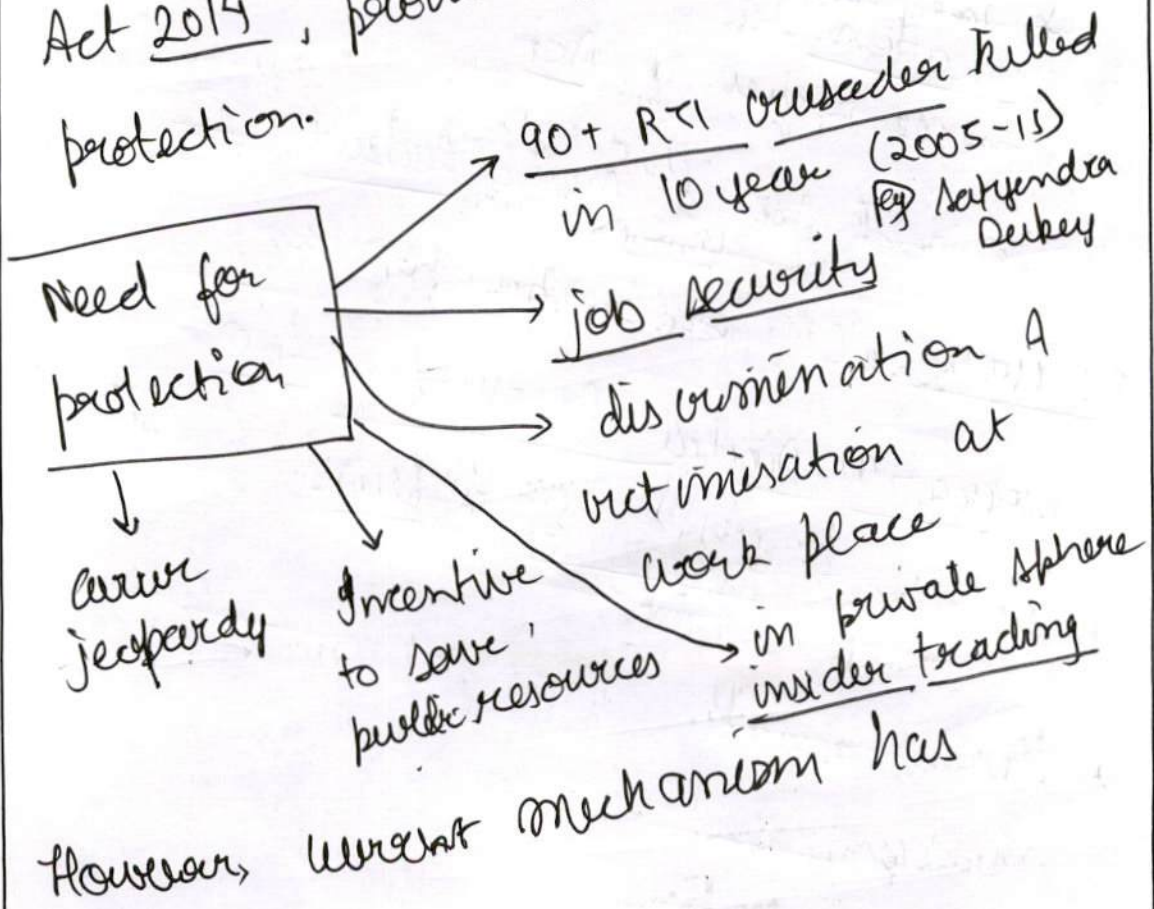 Act 2014,
protection.
Need for
protection
90+ RTI crusader killed
in 10 year (2005-15)
eg Satyendra
Dubey
job security
discrimination &
victimisation at
work place
in private sphere
insider trading
Incentive
to save
public resources
career
jeopardy
However, current mechanism has